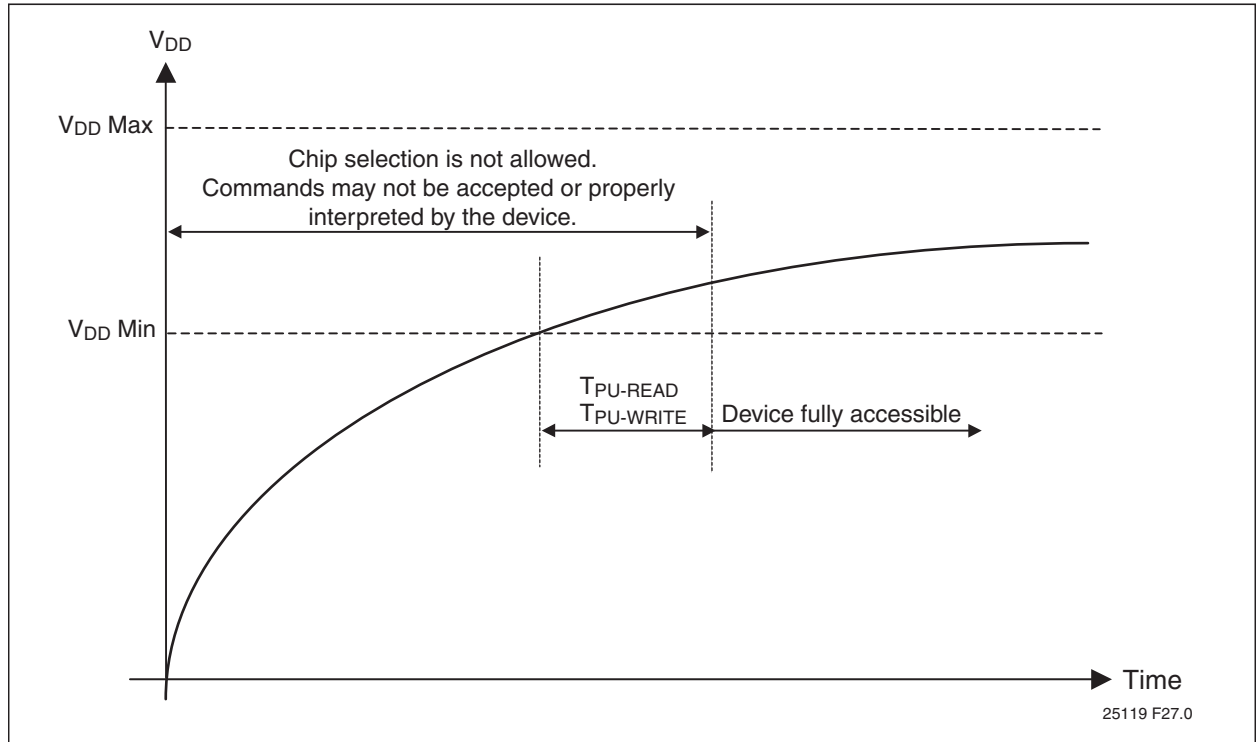 VDD
VDD Max
Chip selection is not allowed.
Commands may not be accepted or properly
interpreted by the device.
VDD Min
TPU-READ
TPU-WRITE
Device fully accessible
Time
25119 F27.0